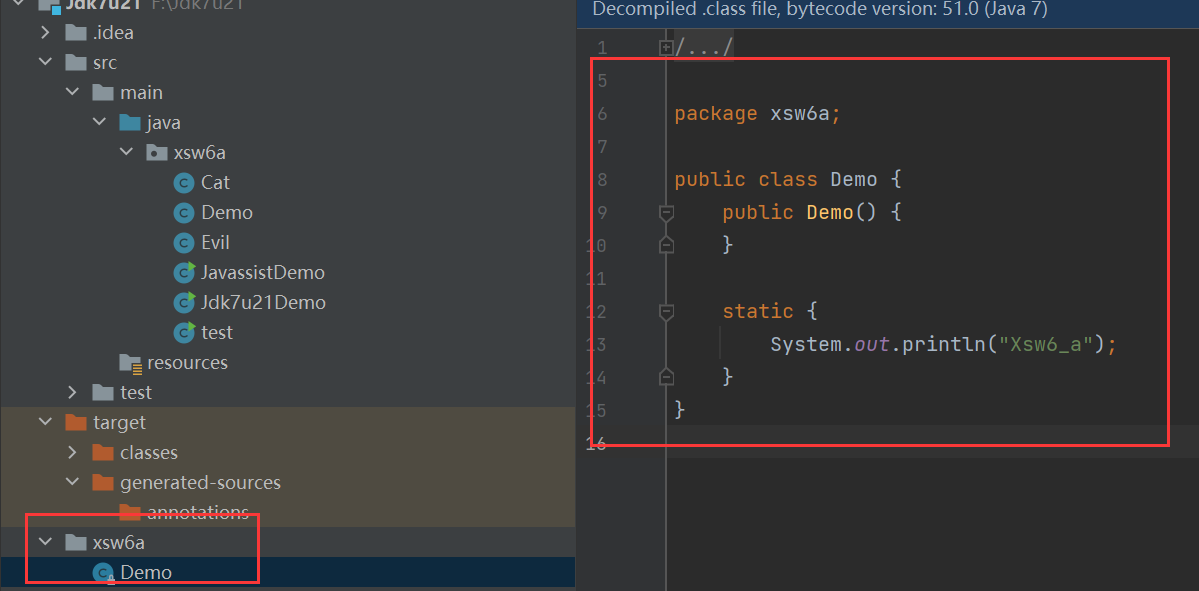 Jdk7u21 F:\Jdk7u21
.idea
src
main
java
xsw6a
Cat
Demo
Evil
JavassistDemo
Jdk7u21Demo
test
resources
test
target
classes
generated-sources
annotations
xsw6a
Demo
Decompiled .class file, bytecode version: 51.0 (Java 7)
1 /.../
5
6 package xsw6a;
7
8 public class Demo {
9 public Demo() {
10 }
11
12 static {
13 System.out.println("Xsw6_a");
14 }
15 }
16